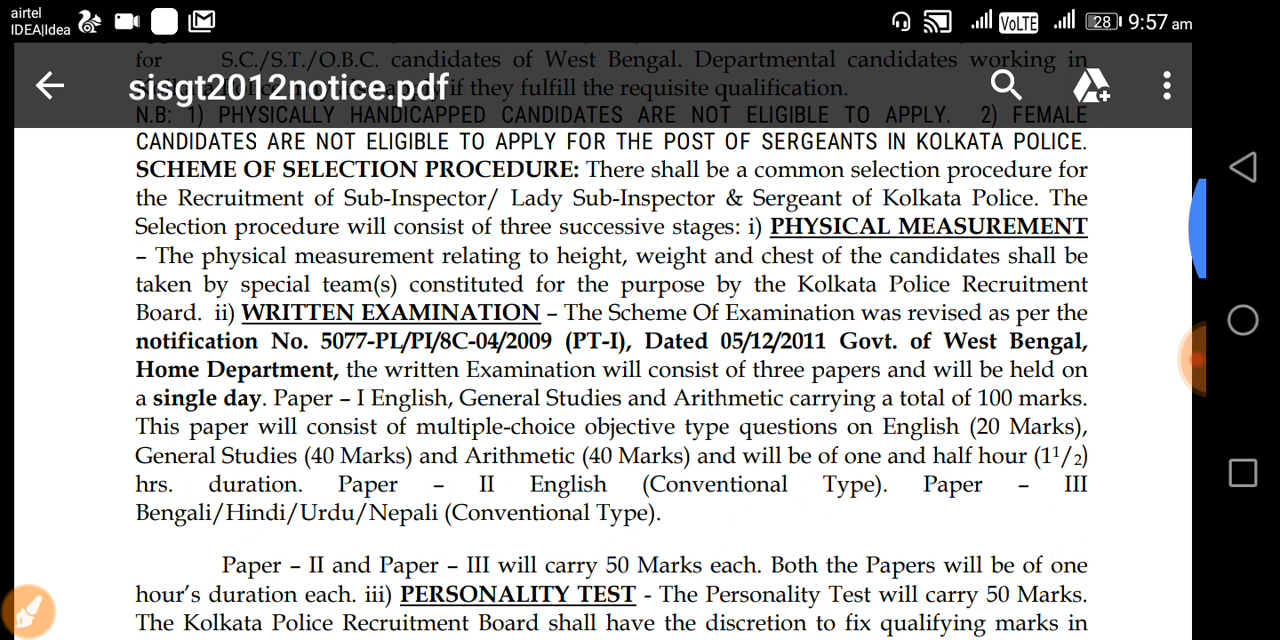 airtel
IDEA|Idea
VoLTE
28
9:57 am
for S.C./S.T./O.B.C. candidates of West Bengal. Departmental candidates working in
sisgt2012notice.pdf
if they fulfill the requisite qualification.
N.B: 1) PHYSICALLY HANDICAPPED CANDIDATES ARE NOT ELIGIBLE TO APPLY. 2) FEMALE
CANDIDATES ARE NOT ELIGIBLE TO APPLY FOR THE POST OF SERGEANTS IN KOLKATA POLICE.
SCHEME OF SELECTION PROCEDURE: There shall be a common selection procedure for
the Recruitment of Sub-Inspector/ Lady Sub-Inspector & Sergeant of Kolkata Police. The
Selection procedure will consist of three successive stages: i) PHYSICAL MEASUREMENT
– The physical measurement relating to height, weight and chest of the candidates shall be
taken by special team(s) constituted for the purpose by the Kolkata Police Recruitment
Board. ii) WRITTEN EXAMINATION – The Scheme Of Examination was revised as per the
notification No. 5077-PL/PI/8C-04/2009 (PT-I), Dated 05/12/2011 Govt. of West Bengal,
Home Department, the written Examination will consist of three papers and will be held on
a single day. Paper – I English, General Studies and Arithmetic carrying a total of 100 marks.
This paper will consist of multiple-choice objective type questions on English (20 Marks),
General Studies (40 Marks) and Arithmetic (40 Marks) and will be of one and half hour (1¹/₂)
hrs. duration. Paper – II English (Conventional Type). Paper – III
Bengali/Hindi/Urdu/Nepali (Conventional Type).
Paper – II and Paper – III will carry 50 Marks each. Both the Papers will be of one
hour's duration each. iii) PERSONALITY TEST - The Personality Test will carry 50 Marks.
The Kolkata Police Recruitment Board shall have the discretion to fix qualifying marks in